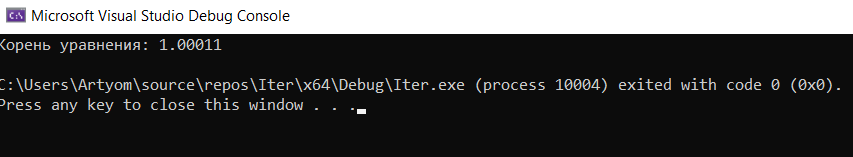 Microsoft Visual Studio Debug Console
Корень уравнения: 1.00011
C:\Users\Artyom\source\repos\Iter\x64\Debug\Iter.exe (process 10004) exited with code 0 (0x0).
Press any key to close this window . . .